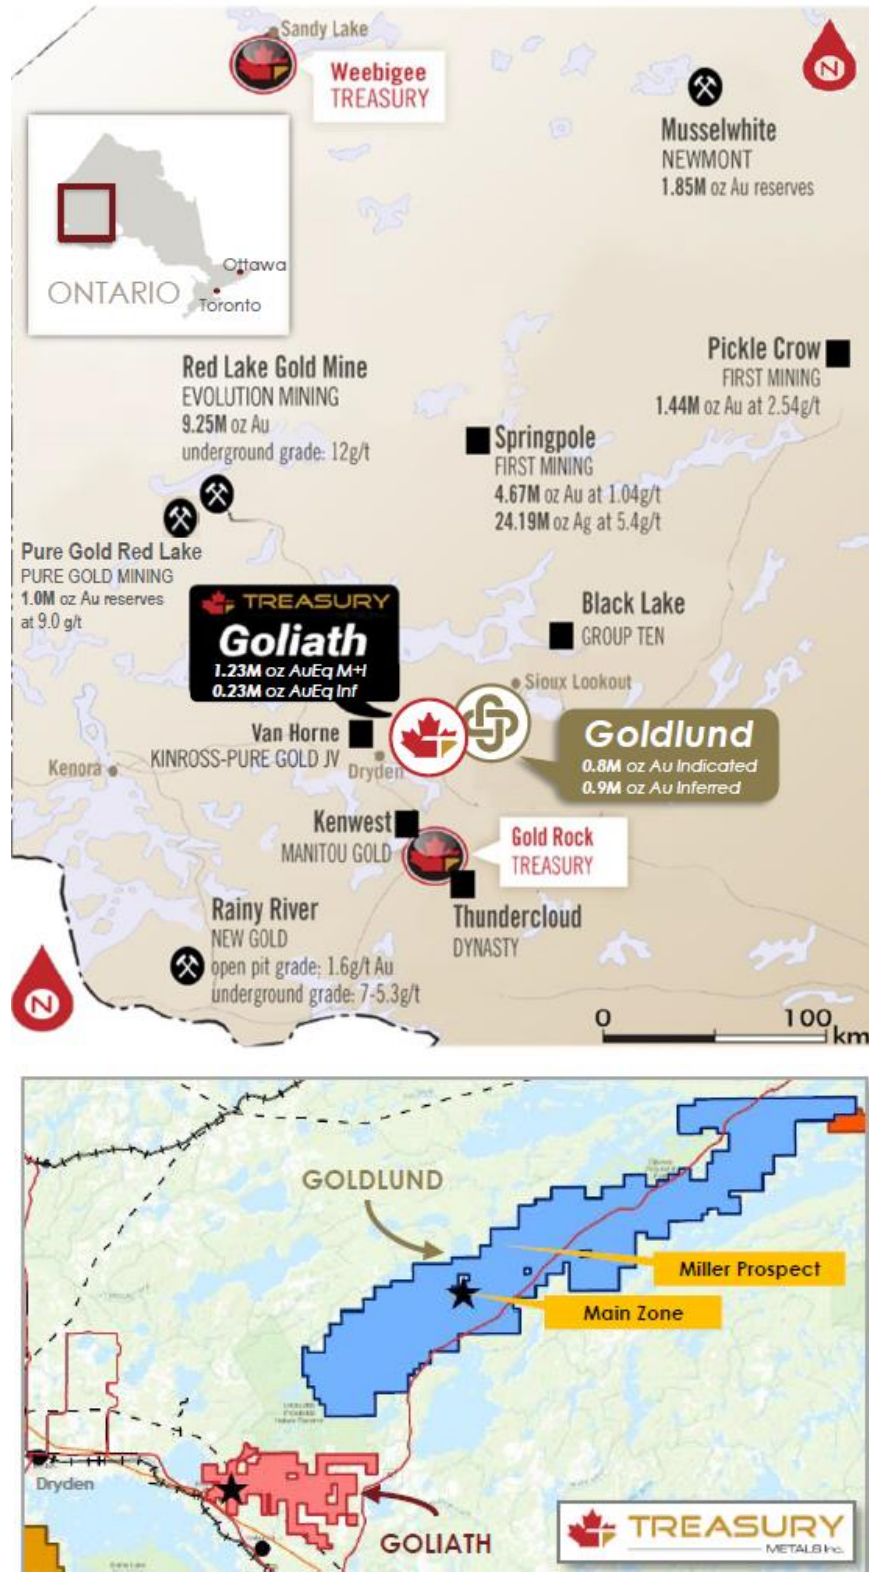 Sandy Lake
Weebigee
TREASURY
N
Musselwhite
NEWMONT
1.85M oz Au reserves
Ottawa
ONTARIO
Toronto
Red Lake Gold Mine
EVOLUTION MINING
9.25M oz Au
underground grade: 12g/t
Pickle Crow
FIRST MINING
1.44M oz Au at 2.54g/t
Springpole
FIRST MINING
4.67M oz Au at 1.04g/t
24.19M oz Ag at 5.4g/t
Pure Gold Red Lake
PURE GOLD MINING
1.0M oz Au reserves
at 9.0 g/t
TREASURY
Goliath
1.23M oz AuEq M+I
0.23M oz AuEq Inf
Black Lake
GROUP TEN
Sioux Lookout
Van Horne
KINROSS-PURE GOLD JV
Kenora
Dryden
Goldlund
0.8M oz Au Indicated
0.9M oz Au Inferred
Kenwest
MANITOU GOLD
Gold Rock
TREASURY
Rainy River
NEW GOLD
open pit grade: 1.6g/t Au
underground grade: 7-5.3g/t
Thundercloud
DYNASTY
N
0 100 km
GOLDLUND
Miller Prospect
Main Zone
Dryden
GOLIATH
TREASURY
METALS Inc.